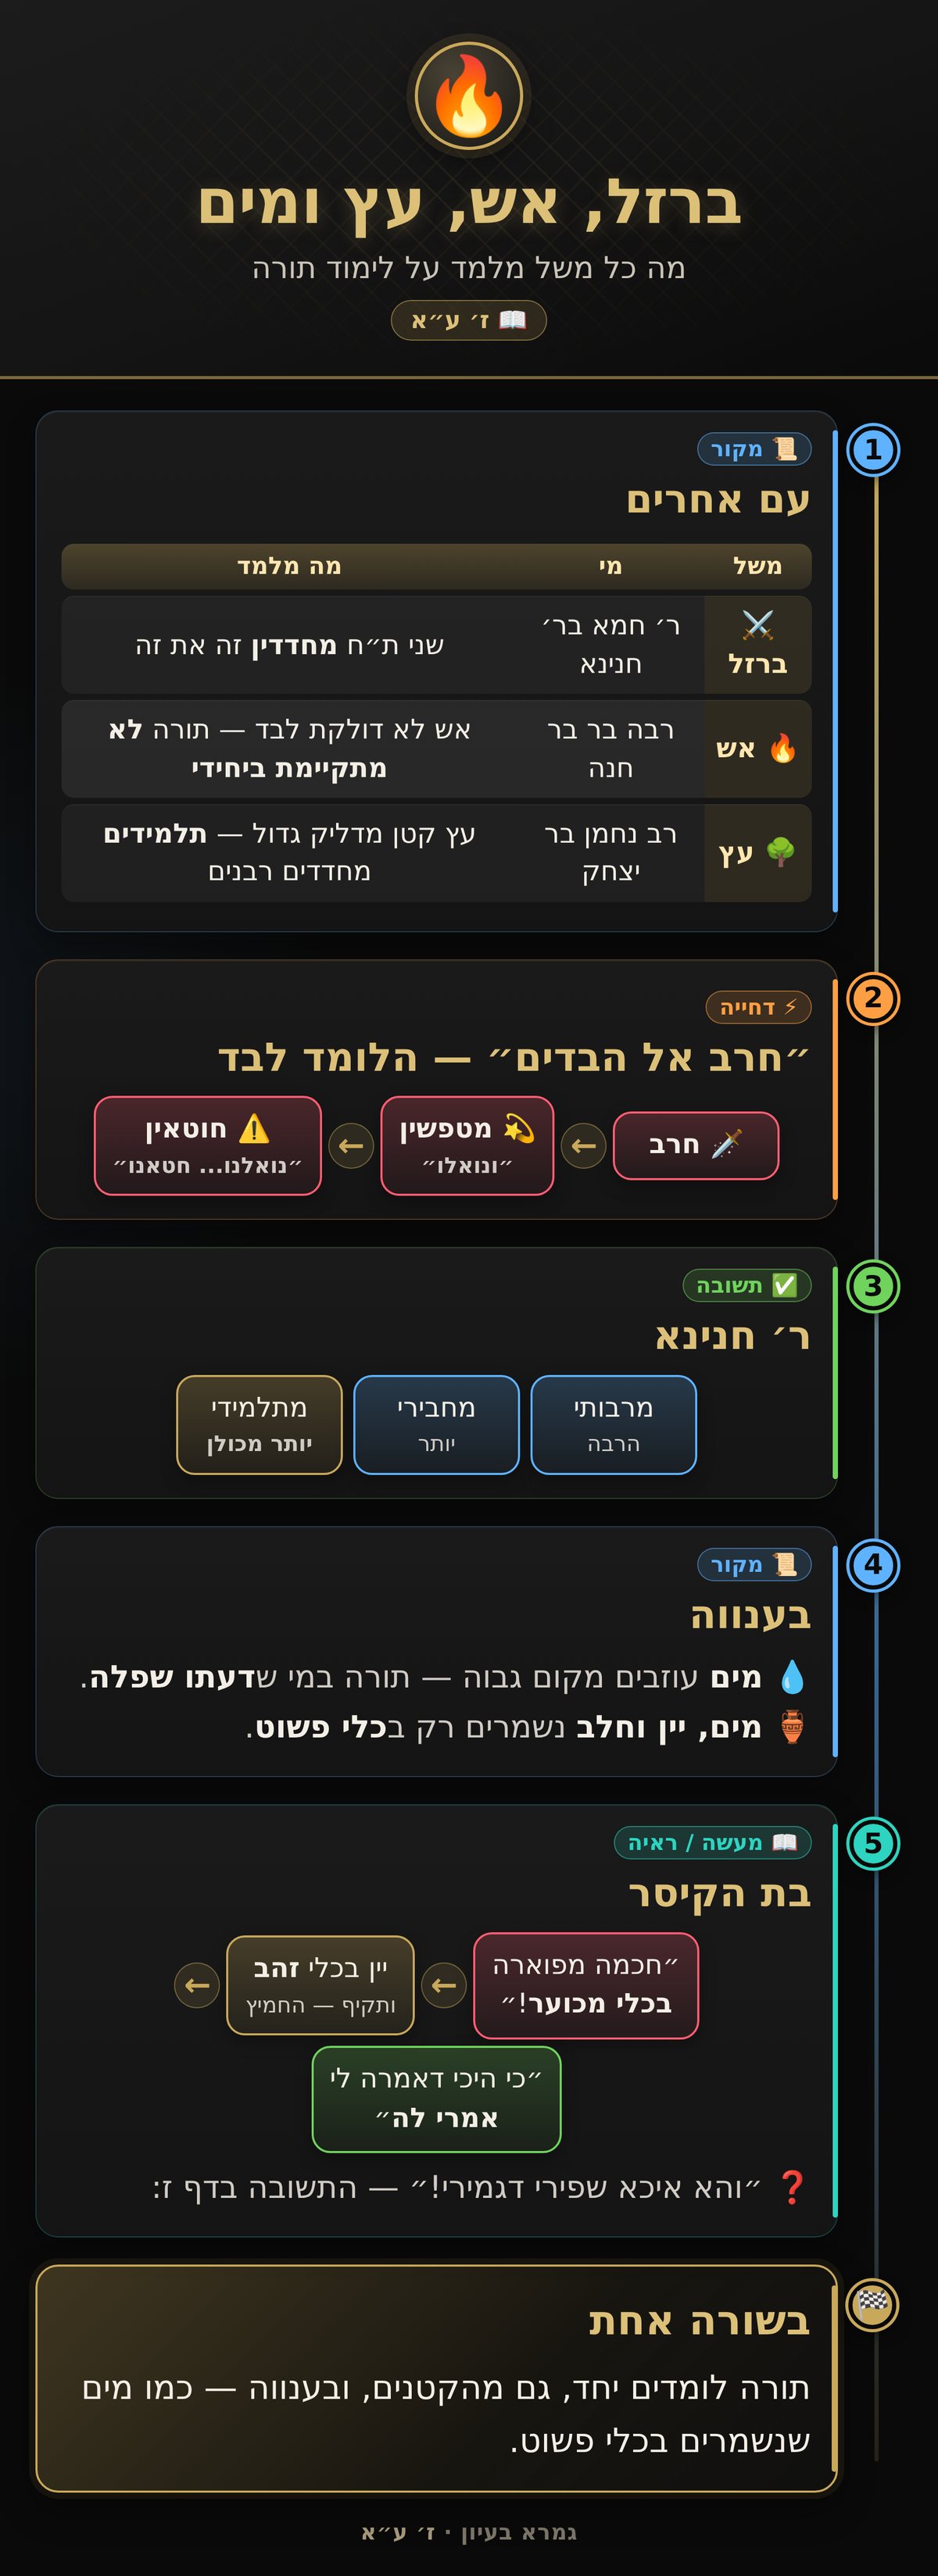 ברזל, אש, עץ ומים
מה כל משל מלמד על לימוד תורה
📖 ז׳ ע״א
1
📜 מקור
עם אחרים
משל מי מה מלמד
⚔️ ברזל
ר׳ חמא בר׳
חנינא
שני ת״ח מחדדין זה את זה
🔥 אש
רבה בר בר
חנה
אש לא דולקת לבד — תורה לא
מתקיימת ביחידי
🌳 עץ
רב נחמן בר
יצחק
עץ קטן מדליק גדול — תלמידים
מחדדים רבנים
2
⚡ דחייה
״חרב אל הבדים״ — הלומד לבד
🗡️ חרב
←
💫 מטפשין
״ונואלו״
←
⚠️ חוטאין
״נואלנו... חטאנו״
3
✅ תשובה
ר׳ חנינא
מרבותי
הרבה
מחבירי
יותר
מתלמידי
יותר מכולן
4
📜 מקור
בענווה
💧 מים עוזבים מקום גבוה — תורה במי שדעתו שפלה.
🏺 מים, יין וחלב נשמרים רק בכלי פשוט.
5
📖 מעשה / ראיה
בת הקיסר
״חכמה מפוארה
בכלי מכוער!״
←
יין בכלי זהב
ותקיף — החמיץ
←
״כי היכי דאמרה לי
אמרי לה״
❓ ״והא איכא שפירי דגמירי!״ — התשובה בדף ז:
🏁
בשורה אחת
תורה לומדים יחד, גם מהקטנים, ובענווה — כמו מים
שנשמרים בכלי פשוט.
גמרא בעיון · ז׳ ע״א